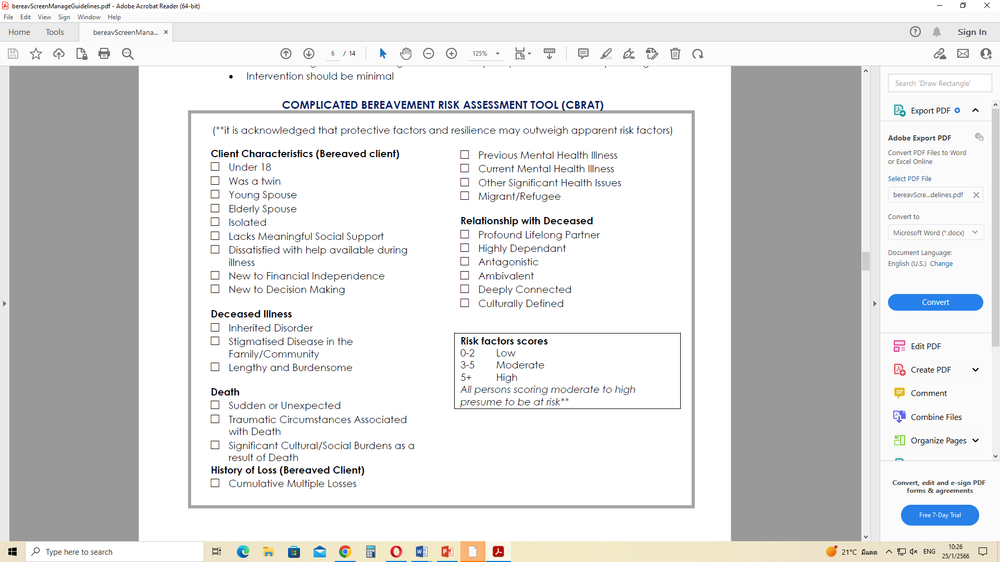 bereavScreenManageGuidelines.pdf - Adobe Acrobat Reader (64-bit)
File Edit View Sign Window Help
Home Tools bereavScreenMana... × Sign In
6 / 14 125%
• Intervention should be minimal
COMPLICATED BEREAVEMENT RISK ASSESSMENT TOOL (CBRAT)
(**it is acknowledged that protective factors and resilience may outweigh apparent risk factors)
Client Characteristics (Bereaved client)
Under 18
Was a twin
Young Spouse
Elderly Spouse
Isolated
Lacks Meaningful Social Support
Dissatisfied with help available during
illness
New to Financial Independence
New to Decision Making
Deceased Illness
Inherited Disorder
Stigmatised Disease in the
Family/Community
Lengthy and Burdensome
Death
Sudden or Unexpected
Traumatic Circumstances Associated
with Death
Significant Cultural/Social Burdens as a
result of Death
History of Loss (Bereaved Client)
Cumulative Multiple Losses
Previous Mental Health Illness
Current Mental Health Illness
Other Significant Health Issues
Migrant/Refugee
Relationship with Deceased
Profound Lifelong Partner
Highly Dependant
Antagonistic
Ambivalent
Deeply Connected
Culturally Defined
Risk factors scores
0-2 Low
3-5 Moderate
5+ High
All persons scoring moderate to high
presume to be at risk**
Search 'Draw Rectangle'
Export PDF
Adobe Export PDF
Convert PDF Files to Word
or Excel Online
Select PDF File
bereavScre...delines.pdf
Convert to
Microsoft Word (*.docx)
Document Language:
English (U.S.) Change
Convert
Edit PDF
Create PDF
Comment
Combine Files
Organize Pages
Convert, edit and e-sign PDF
forms & agreements
Free 7-Day Trial
Type here to search
21°C มีแดด ENG
10:26
25/1/2566